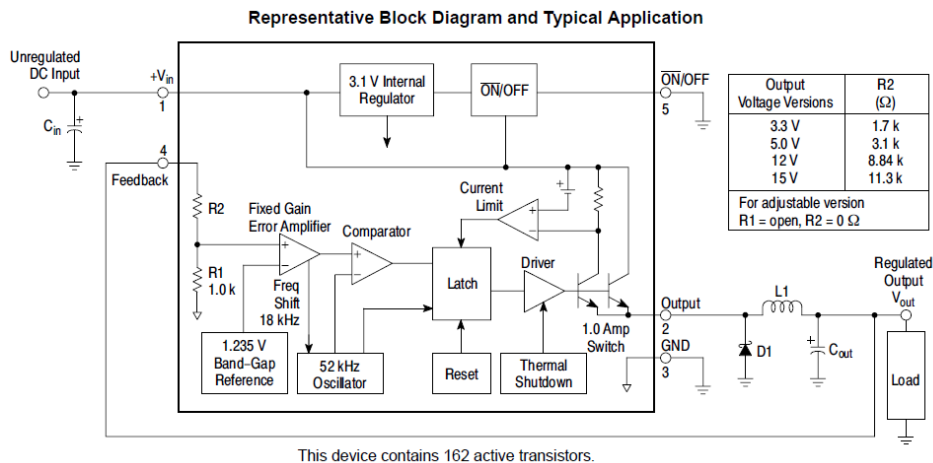 Representative Block Diagram and Typical Application
Unregulated
DC Input
+Vin
1
Cin
+
4
Feedback
3.1 V Internal
Regulator
O̅N̅/OFF
O̅N̅/OFF
5
Output
Voltage Versions
R2
(Ω)
3.3 V
1.7 k
5.0 V
3.1 k
12 V
8.84 k
15 V
11.3 k
For adjustable version
R1 = open, R2 = 0 Ω
R2
Fixed Gain
Error Amplifier
+
−
R1
1.0 k
Freq
Shift
18 kHz
Comparator
+
−
Current
Limit
+
+
−
Latch
Driver
1.0 Amp
Switch
Output
2
GND
3
1.235 V
Band-Gap
Reference
52 kHz
Oscillator
Reset
Thermal
Shutdown
L1
D1
+
Cout
Regulated
Output
Vout
Load
This device contains 162 active transistors.